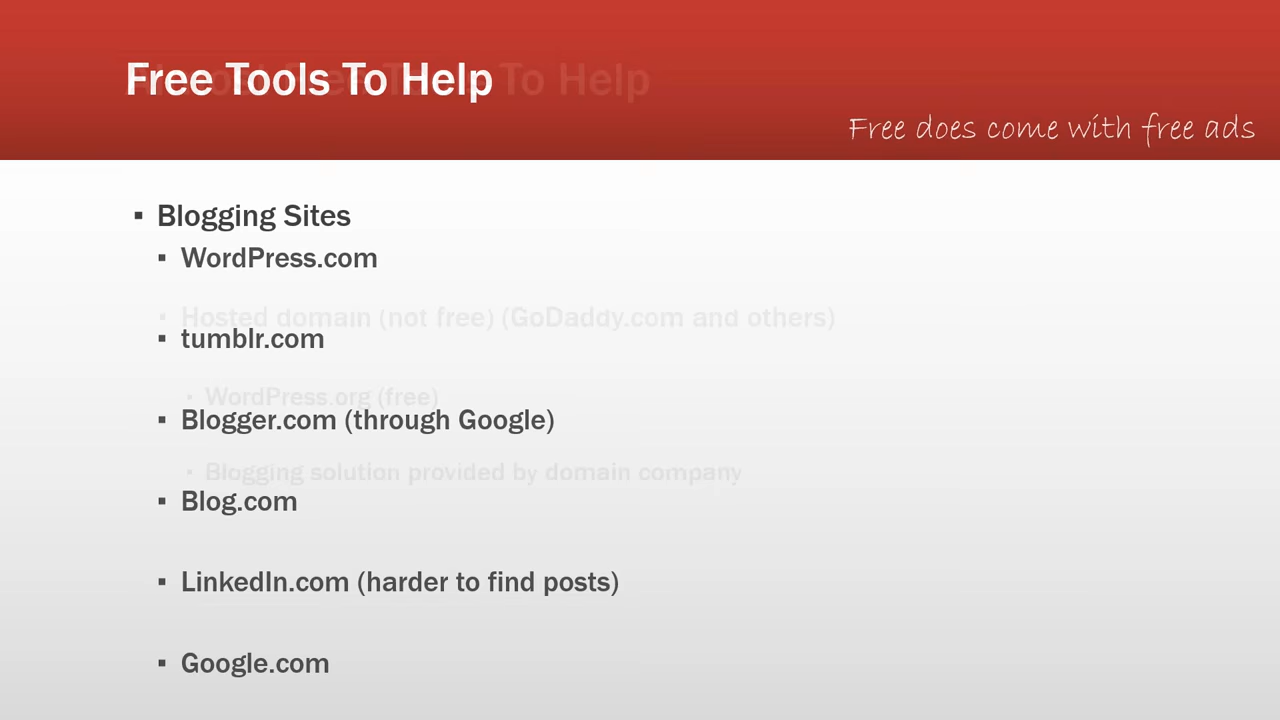 Free Tools To Help
To Help
Free does come with free ads
▪ Blogging Sites
▪ WordPress.com
▪ Hosted domain (not free) (GoDaddy.com and others)
▪ tumblr.com
▪ WordPress.org (free)
▪ Blogger.com (through Google)
▪ Blogging solution provided by domain company
▪ Blog.com
▪ LinkedIn.com (harder to find posts)
▪ Google.com